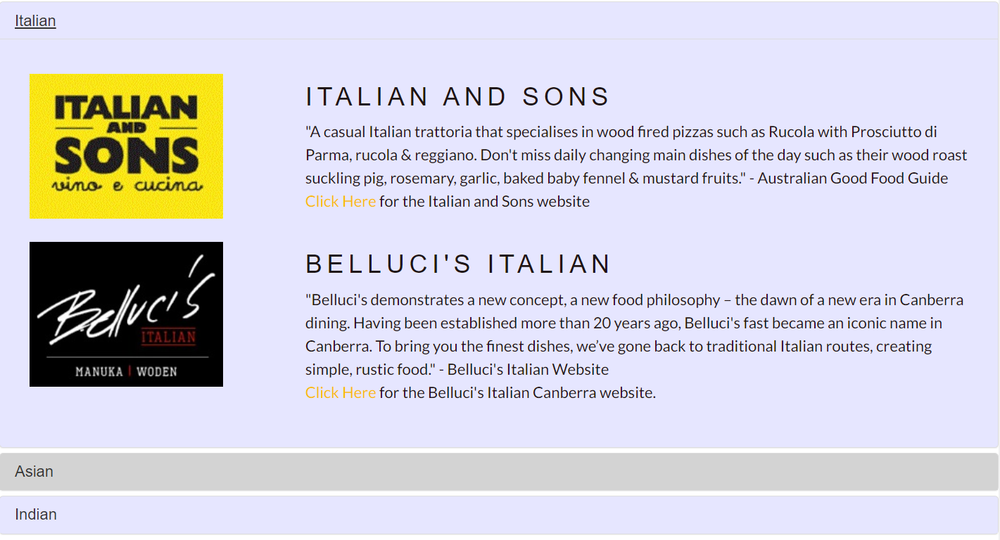 Italian
ITALIAN
AND
SONS
vino e cucina
ITALIAN AND SONS
"A casual Italian trattoria that specialises in wood fired pizzas such as Rucola with Prosciutto di
Parma, rucola & reggiano. Don't miss daily changing main dishes of the day such as their wood roast
suckling pig, rosemary, garlic, baked baby fennel & mustard fruits." - Australian Good Food Guide
Click Here for the Italian and Sons website
Belluci's
ITALIAN
MANUKA | WODEN
BELLUCI'S ITALIAN
"Belluci's demonstrates a new concept, a new food philosophy – the dawn of a new era in Canberra
dining. Having been established more than 20 years ago, Belluci's fast became an iconic name in
Canberra. To bring you the finest dishes, we’ve gone back to traditional Italian routes, creating
simple, rustic food." - Belluci's Italian Website
Click Here for the Belluci's Italian Canberra website.
Asian
Indian